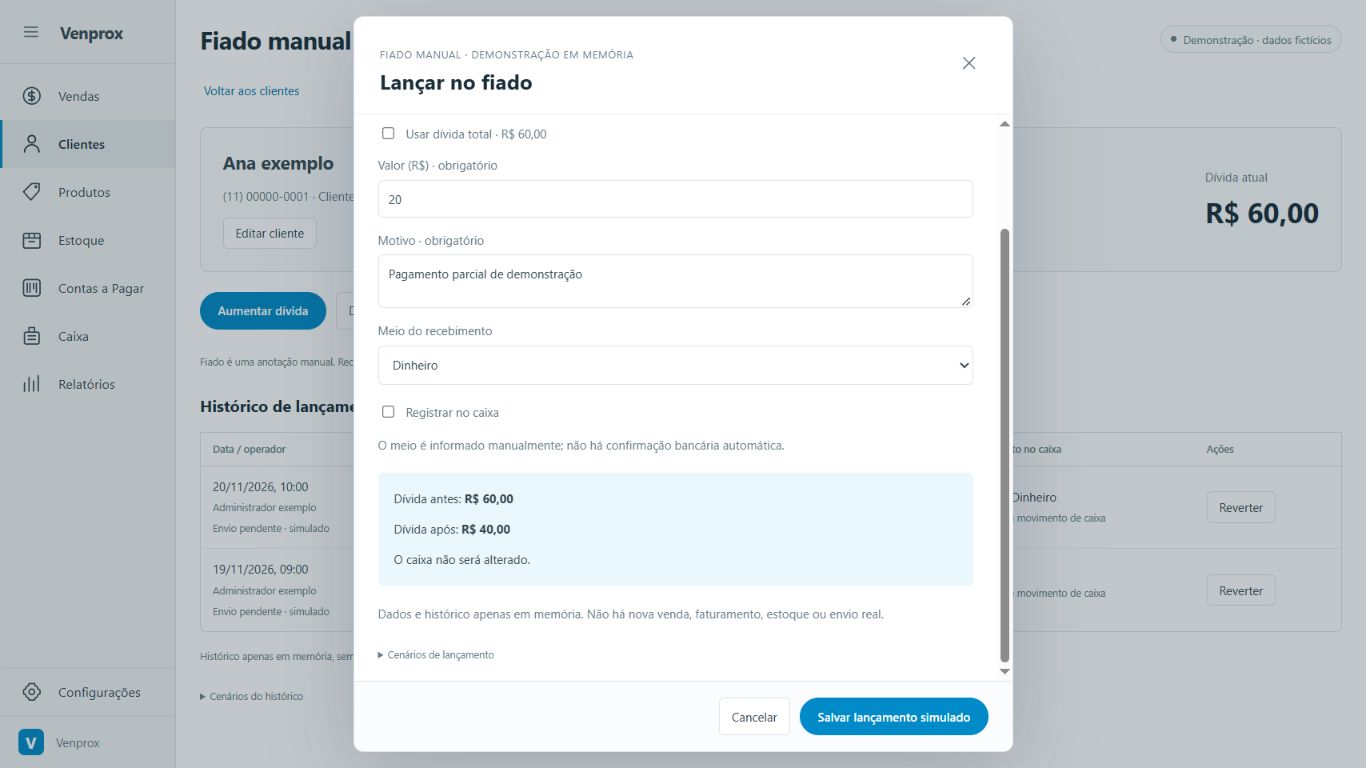 Venprox
Vendas
Clientes
Produtos
Estoque
Contas a Pagar
Caixa
Relatórios
Configurações
V Venprox
Fiado manual
Demonstração · dados fictícios
Voltar aos clientes
Ana exemplo
(11) 00000-0001 · Cliente
Editar cliente
Dívida atual
R$ 60,00
Aumentar dívida
Fiado é uma anotação manual.
Histórico de
Data / operador
no caixa
Ações
20/11/2026, 10:00
Administrador exemplo
Envio pendente · simulado
Dinheiro
movimento de caixa
Reverter
19/11/2026, 09:00
Administrador exemplo
Envio pendente · simulado
movimento de caixa
Reverter
Histórico apenas em memória,
Cenários do histórico
FIADO MANUAL · DEMONSTRAÇÃO EM MEMÓRIA
Lançar no fiado
Usar dívida total · R$ 60,00
Valor (R$) · obrigatório
20
Motivo · obrigatório
Pagamento parcial de demonstração
Meio do recebimento
Dinheiro
Registrar no caixa
O meio é informado manualmente; não há confirmação bancária automática.
Dívida antes: R$ 60,00
Dívida após: R$ 40,00
O caixa não será alterado.
Dados e histórico apenas em memória. Não há nova venda, faturamento, estoque ou envio real.
Cenários de lançamento
Cancelar
Salvar lançamento simulado